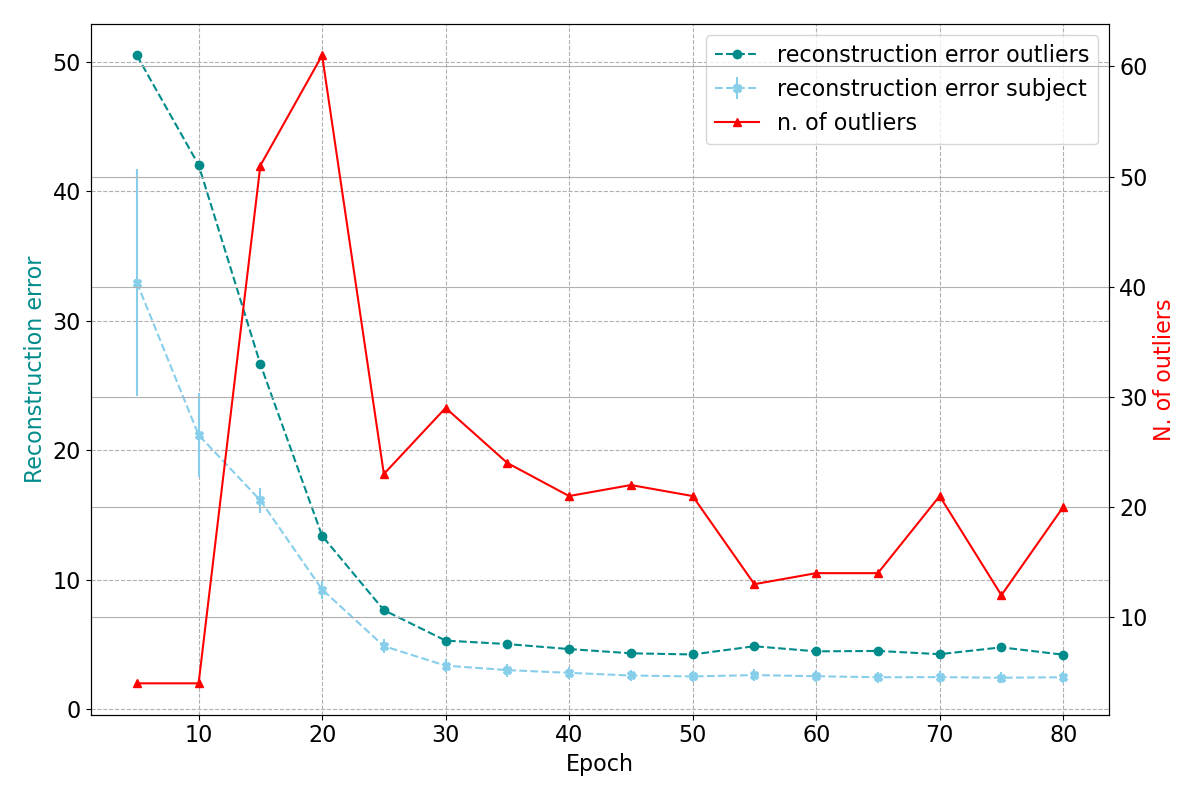 reconstruction error outliers
reconstruction error subject
n. of outliers
50
40
30
20
10
0
Reconstruction error
60
50
40
30
20
10
N. of outliers
10 20 30 40 50 60 70 80
Epoch